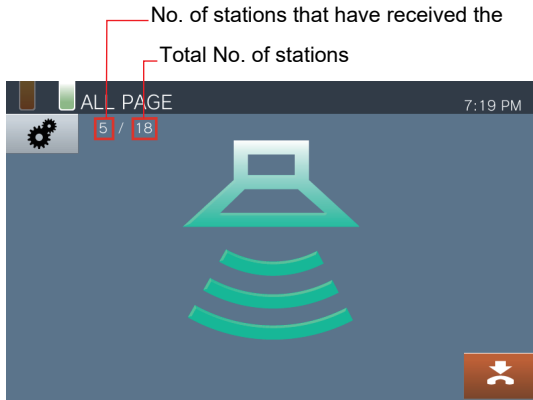 No. of stations that have received the
Total No. of stations
ALL PAGE
7:19 PM
5 / 18